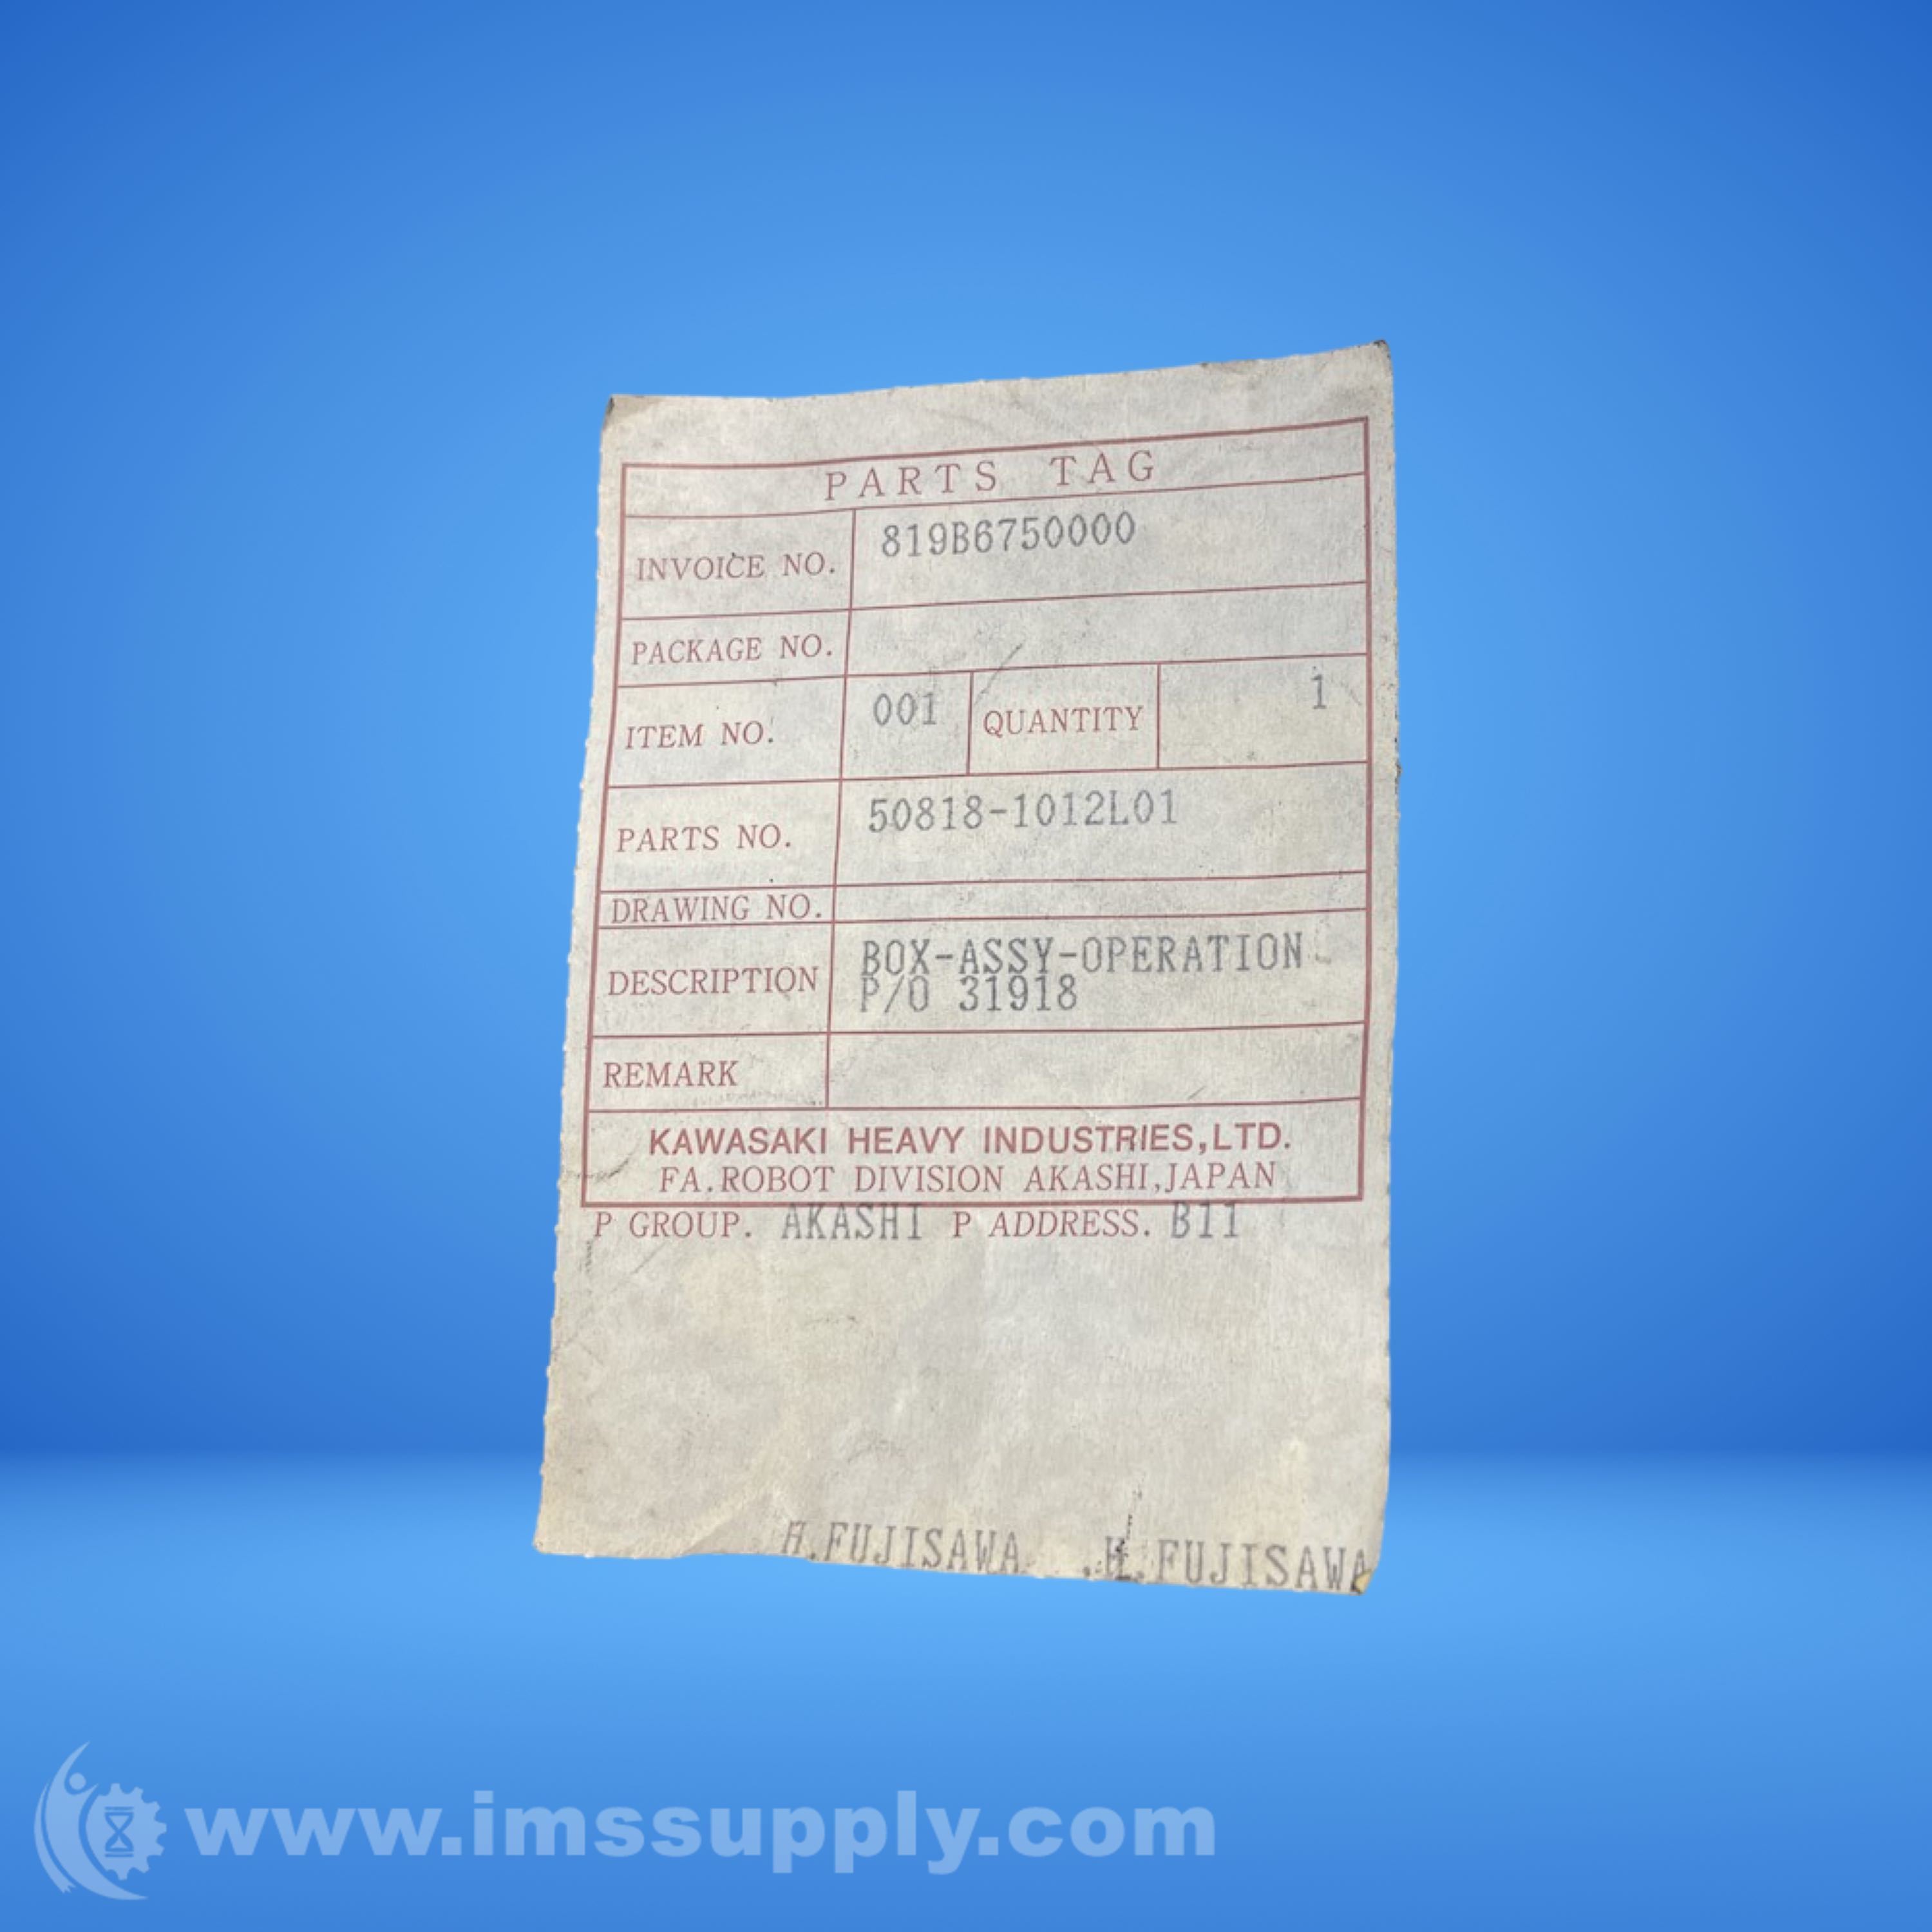 PARTS TAG
INVOICE NO. 819B6750000
PACKAGE NO.
ITEM NO. 001 QUANTITY 1
PARTS NO. 50818-1012L01
DRAWING NO.
DESCRIPTION BOX-ASSY-OPERATION
P/O 31918
REMARK
KAWASAKI HEAVY INDUSTRIES,LTD.
FA.ROBOT DIVISION AKASHI,JAPAN
P GROUP. AKASHI P ADDRESS. B11
H.FUJISAWA .H.FUJISAWA
www.imssupply.com